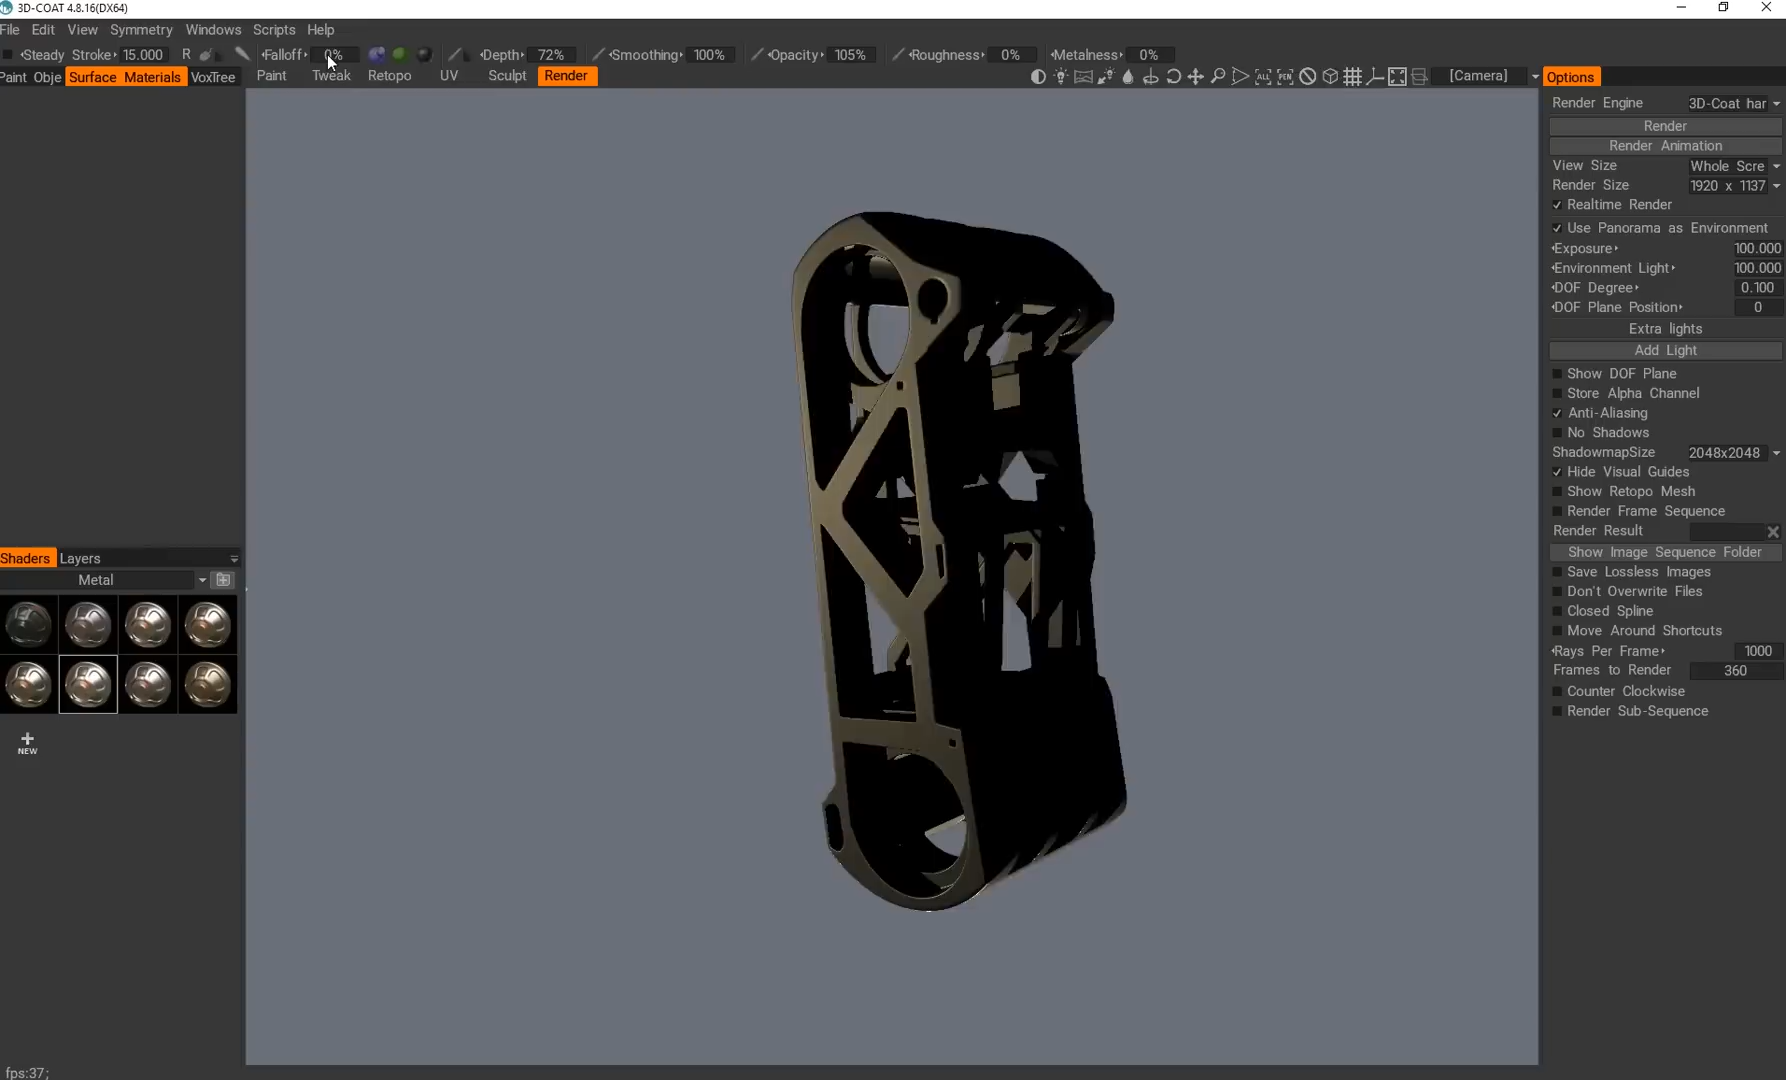 3D-COAT 4.8.16(DX64)
File Edit View Symmetry Windows Scripts Help
Steady Stroke 15.000 R Falloff 0% Depth 72% Smoothing 100% Opacity 105% Roughness 0% Metalness 0%
Paint Obje Surface Materials VoxTree Paint Tweak Retopo UV Sculpt Render ALL PEN [Camera] Options
Render Engine 3D-Coat har
Render
Render Animation
View Size Whole Scre
Render Size 1920 x 1137
Realtime Render
Use Panorama as Environment
Exposure 100.000
Environment Light 100.000
DOF Degree 0.100
DOF Plane Position 0
Extra lights
Add Light
Show DOF Plane
Store Alpha Channel
Anti-Aliasing
No Shadows
ShadowmapSize 2048x2048
Hide Visual Guides
Show Retopo Mesh
Render Frame Sequence
Render Result
Show Image Sequence Folder
Save Lossless Images
Don't Overwrite Files
Closed Spline
Move Around Shortcuts
Rays Per Frame 1000
Frames to Render 360
Counter Clockwise
Render Sub-Sequence
Shaders Layers
Metal
NEW
fps:37;